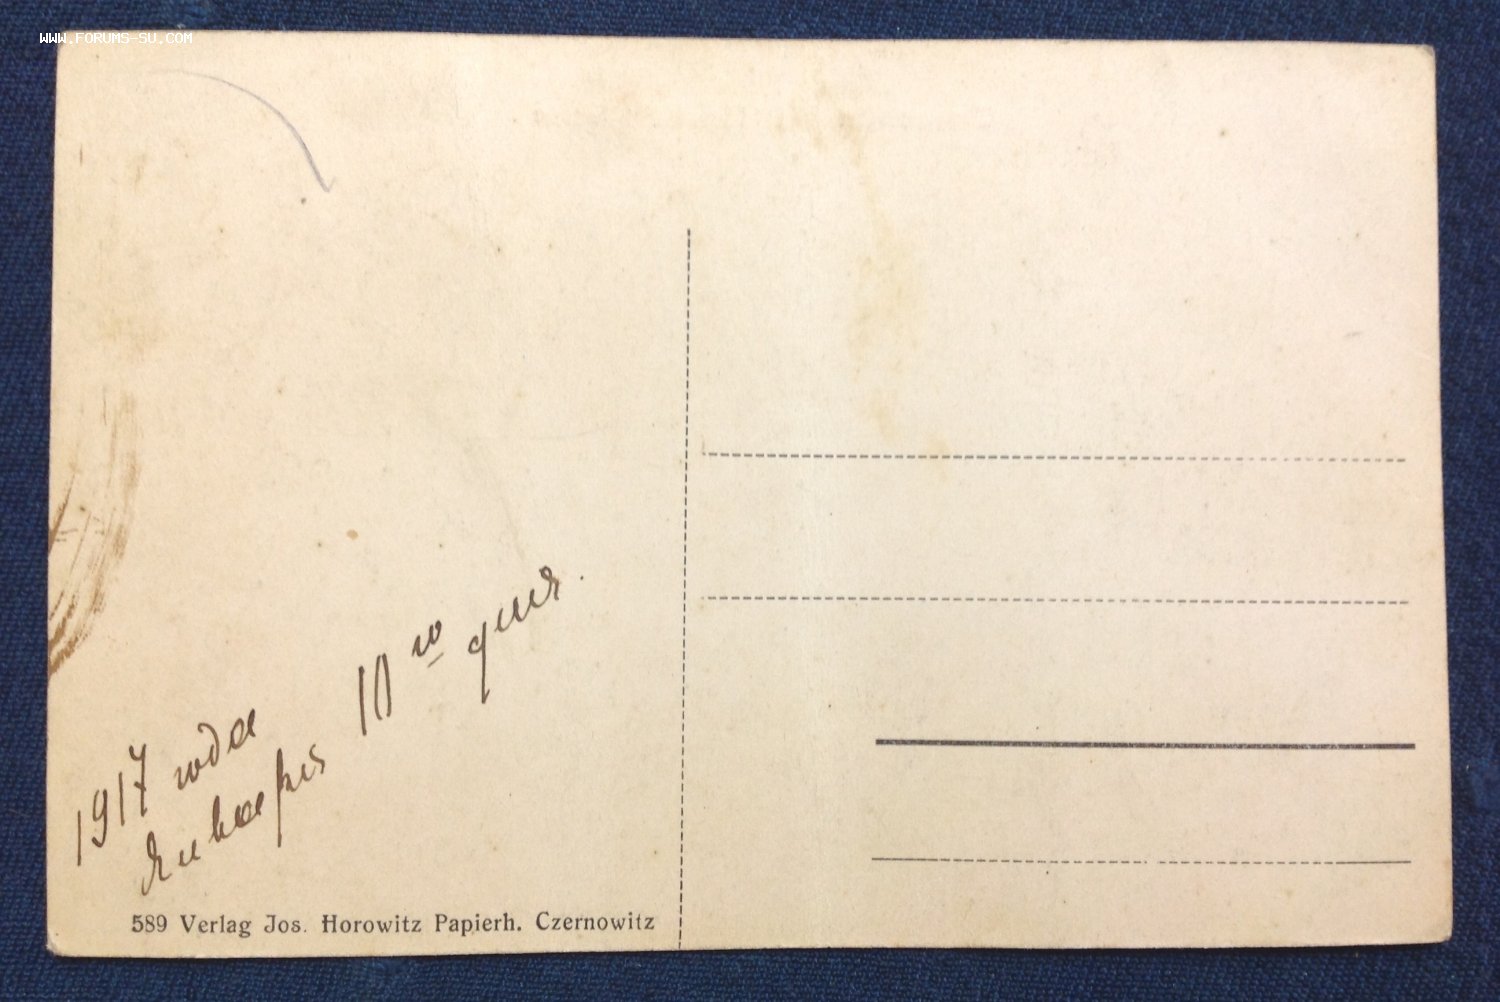 WWW.FORUMS-SU.COM
1917 года
января 10го дня.
589 Verlag Jos. Horowitz Papierh. Czernowitz